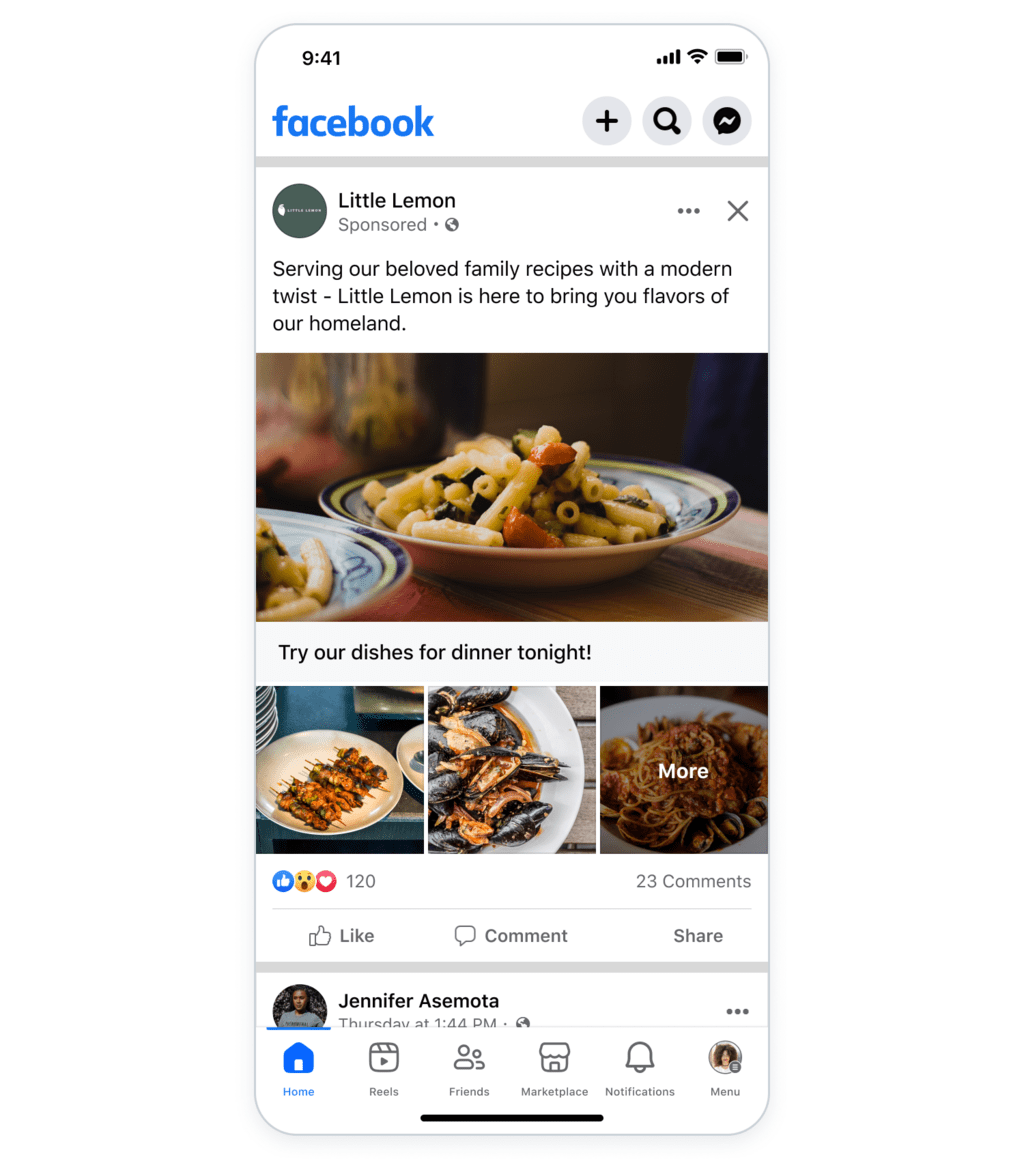 9:41
facebook
LITTLE LEMON
Little Lemon
Sponsored •
Serving our beloved family recipes with a modern
twist - Little Lemon is here to bring you flavors of
our homeland.
Try our dishes for dinner tonight!
More
120
23 Comments
Like
Comment
Share
Jennifer Asemota
Thursday at 1:44 PM ·
Home
Reels
Friends
Marketplace
Notifications
Menu